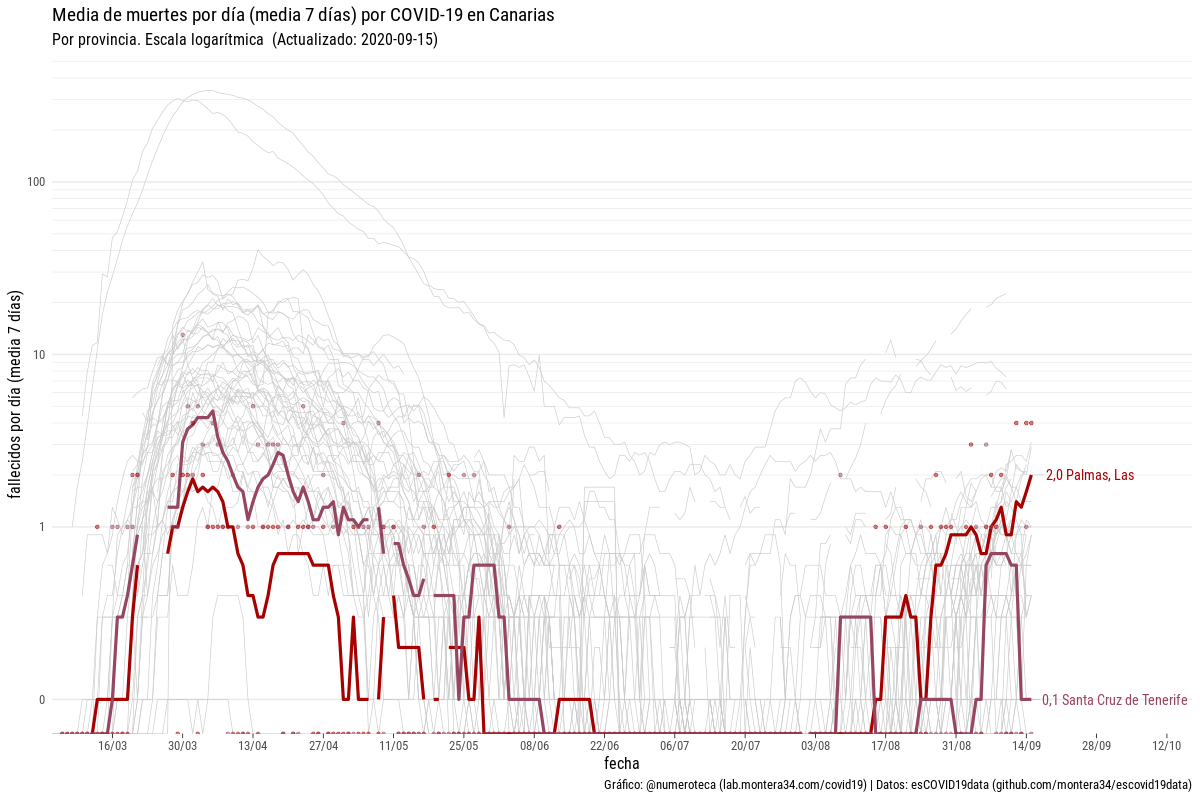 Media de muertes por día (media 7 días) por COVID-19 en Canarias
Por provincia. Escala logarítmica (Actualizado: 2020-09-15)
fallecidos por día (media 7 días)
100
10
1
0
2,0 Palmas, Las
0,1 Santa Cruz de Tenerife
16/03 30/03 13/04 27/04 11/05 25/05 08/06 22/06 06/07 20/07 03/08 17/08 31/08 14/09 28/09 12/10
fecha
Gráfico: @numeroteca (lab.montera34.com/covid19) | Datos: esCOVID19data (github.com/montera34/escovid19data)